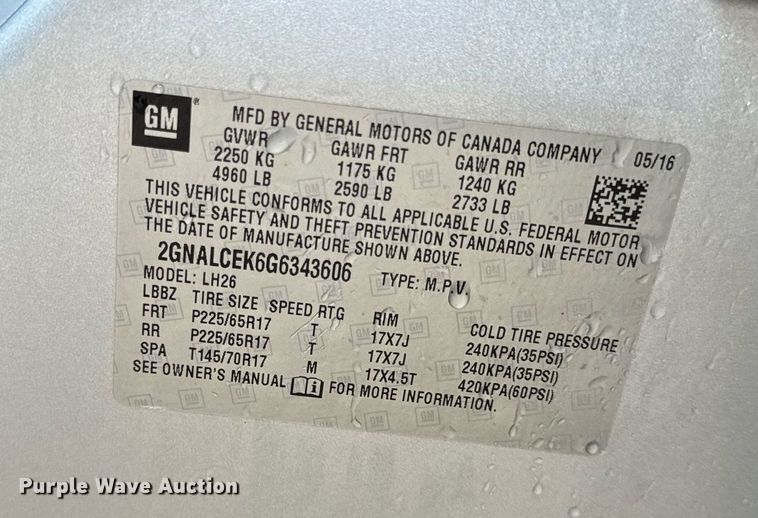 GM®
MFD BY GENERAL MOTORS OF CANADA COMPANY 05/16
GVWR GAWR FRT GAWR RR
2250 KG 1175 KG 1240 KG
4960 LB 2590 LB 2733 LB
THIS VEHICLE CONFORMS TO ALL APPLICABLE U.S. FEDERAL MOTOR
VEHICLE SAFETY AND THEFT PREVENTION STANDARDS IN EFFECT ON
THE DATE OF MANUFACTURE SHOWN ABOVE.
2GNALCEK6G6343606 TYPE: M.P.V.
MODEL: LH26
LBBZ TIRE SIZE SPEED RTG RIM COLD TIRE PRESSURE
FRT P225/65R17 T 17X7J 240KPA(35PSI)
RR P225/65R17 T 17X7J 240KPA(35PSI)
SPA T145/70R17 M 17X4.5T 420KPA(60PSI)
SEE OWNER'S MANUAL FOR MORE INFORMATION.
Purple Wave Auction